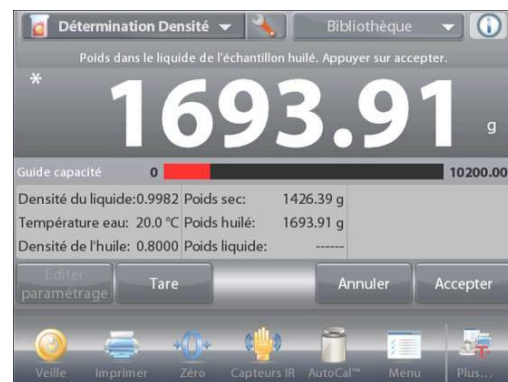 Détermination Densité Bibliothèque
Poids dans le liquide de l'échantillon huilé. Appuyer sur accepter.
*
1693.91 g
Guide capacité 0 10200.00
Densité du liquide:0.9982 Poids sec: 1426.39 g
Température eau: 20.0 °C Poids huilé: 1693.91 g
Densité de l'huile: 0.8000 Poids liquide: ------
Editer
paramétrage Tare Annuler Accepter
Veille Imprimer Zéro Capteurs IR AutoCal™ Menu Plus...